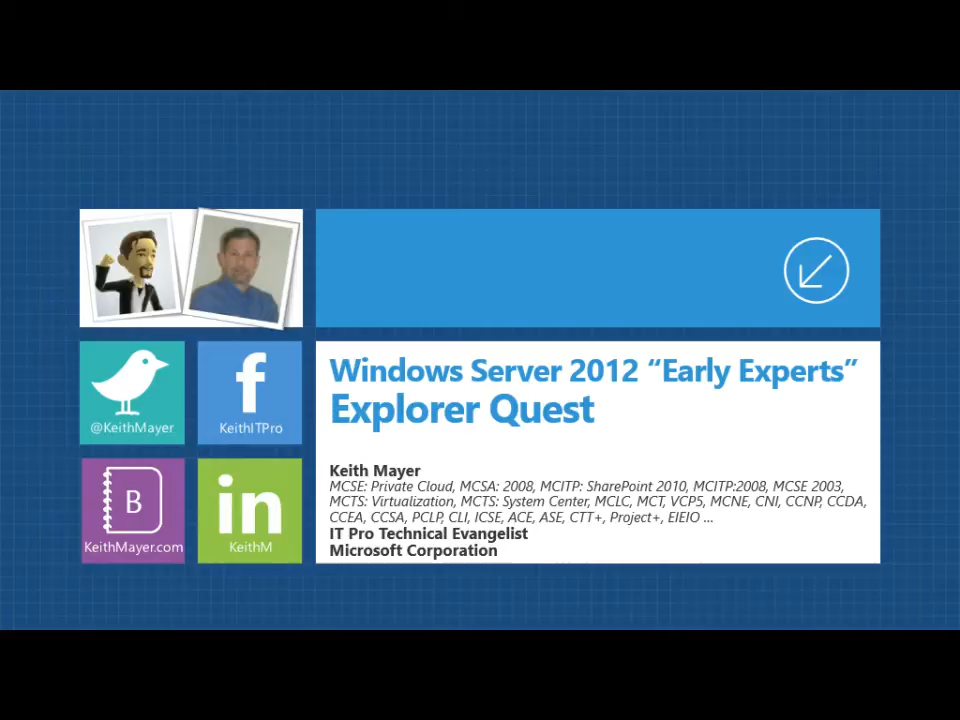 Windows Server 2012 “Early Experts”
Explorer Quest
@KeithMayer
KeithITPro
Keith Mayer
MCSE: Private Cloud, MCSA: 2008, MCITP: SharePoint 2010, MCITP:2008, MCSE 2003,
MCTS: Virtualization, MCTS: System Center, MCLC, MCT, VCP5, MCNE, CNI, CCNP, CCDA,
CCEA, CCSA, PCLP, CLI, ICSE, ACE, ASE, CTT+, Project+, EIEIO ...
IT Pro Technical Evangelist
Microsoft Corporation
B
KeithMayer.com
in
KeithM